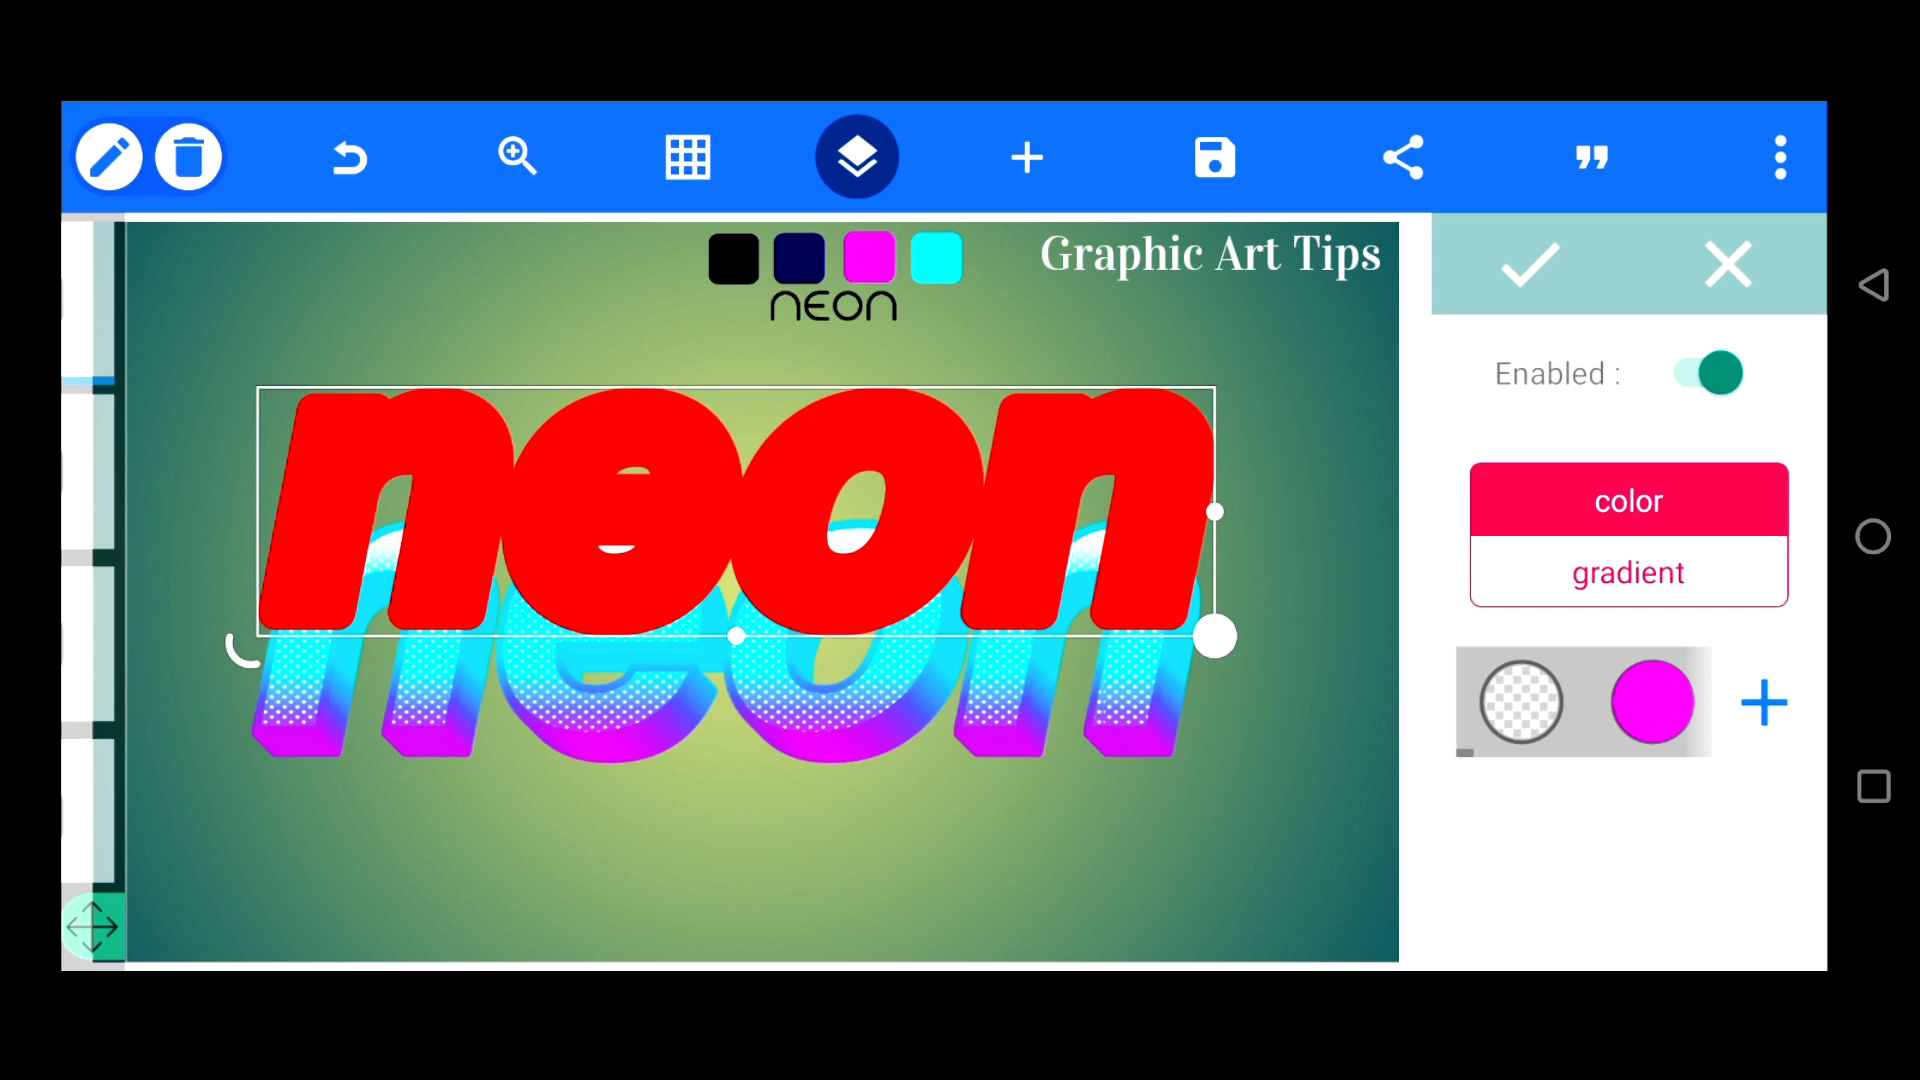 Graphic Art Tips
neon
neon
neon
Enabled :
color
gradient